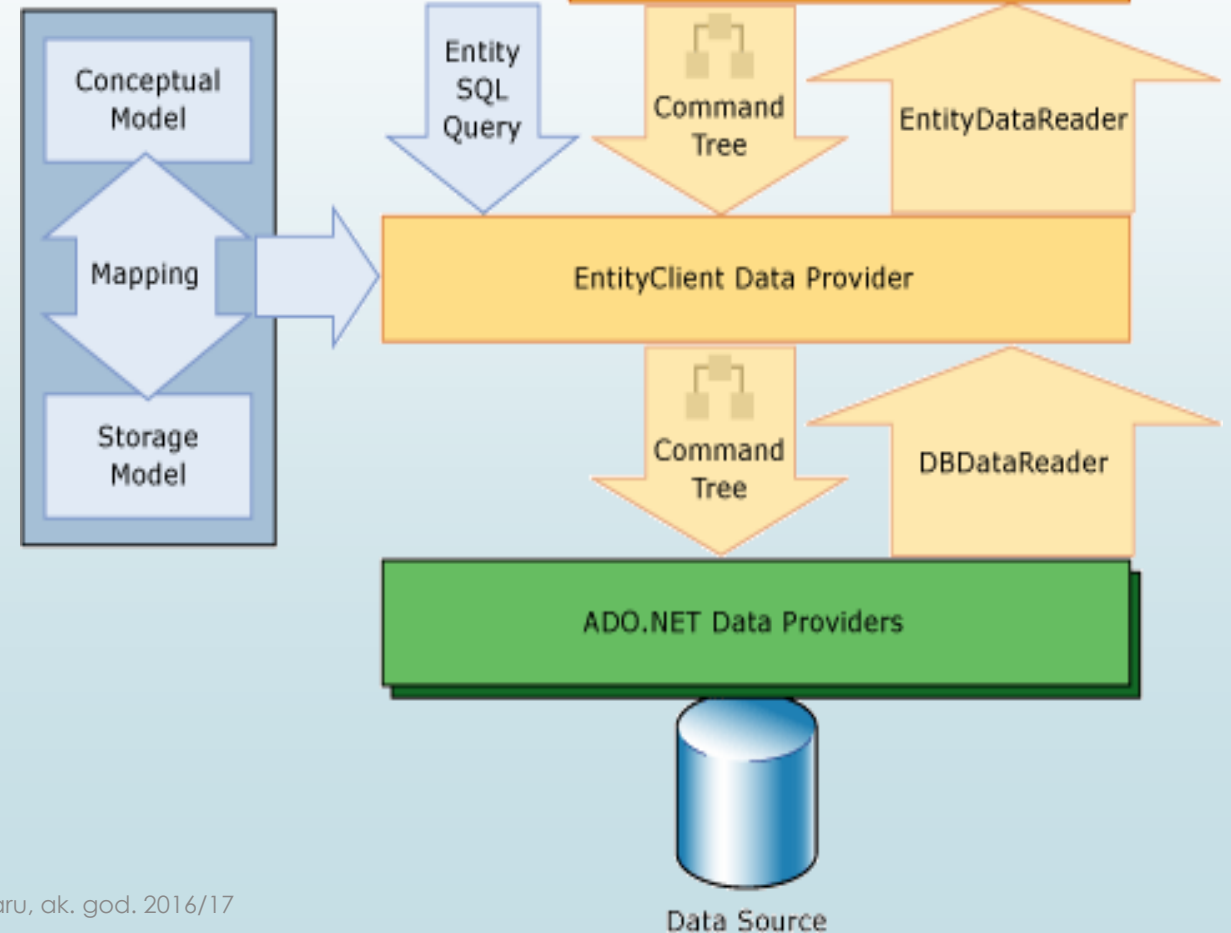 Conceptual
Model
Mapping
Storage
Model
Entity
SQL
Query
Command
Tree
EntityDataReader
EntityClient Data Provider
Command
Tree
DBDataReader
ADO.NET Data Providers
Data Source
ak. god. 2016/17